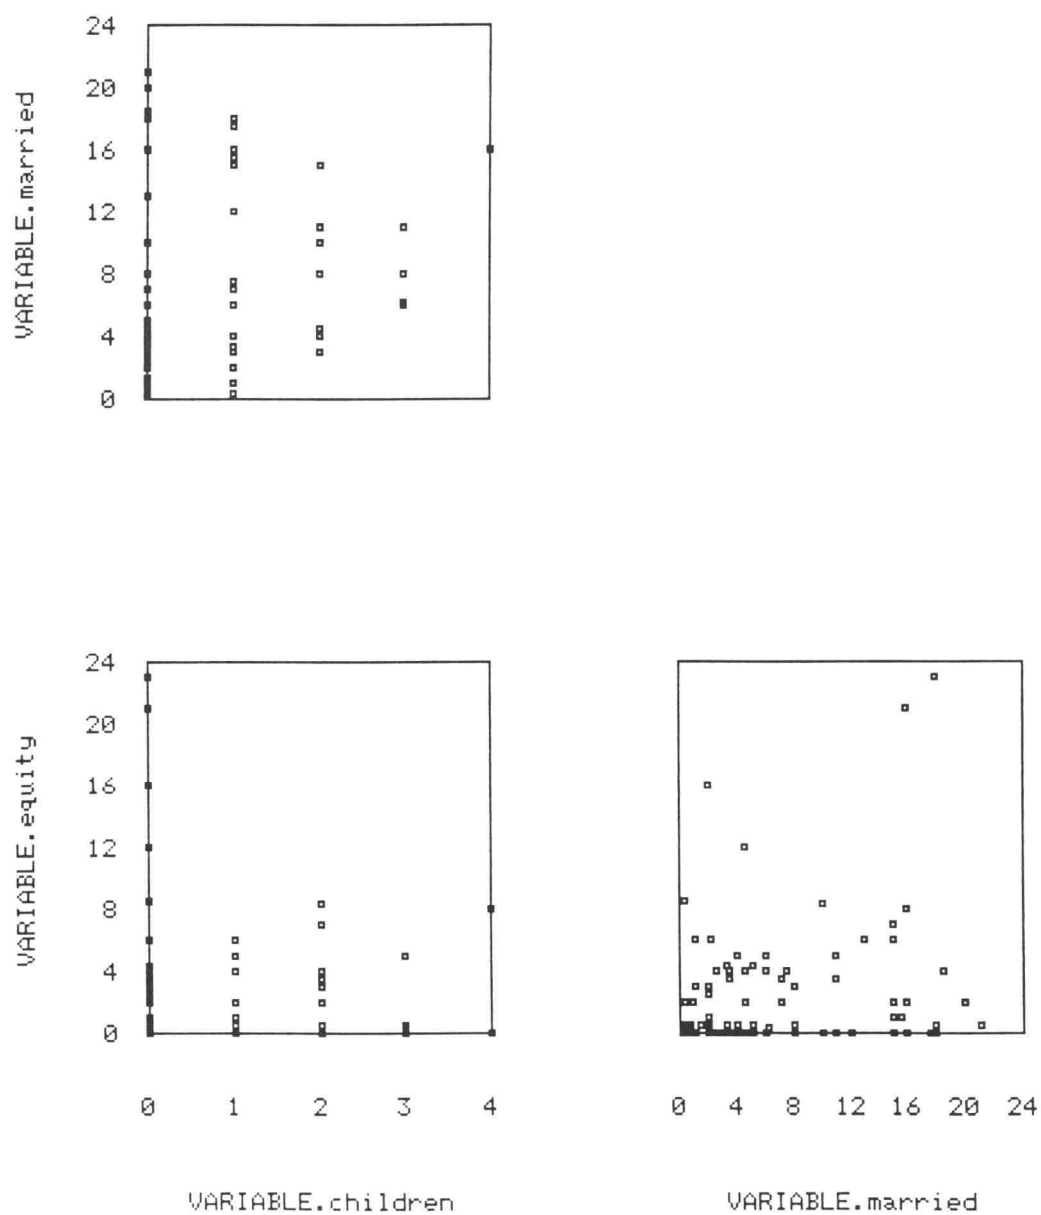 VARIABLE.married
24
20
16
12
8
4
0
VARIABLE.equity
24
20
16
12
8
4
0
0 1 2 3 4
0 4 8 12 16 20 24
VARIABLE.children
VARIABLE.married